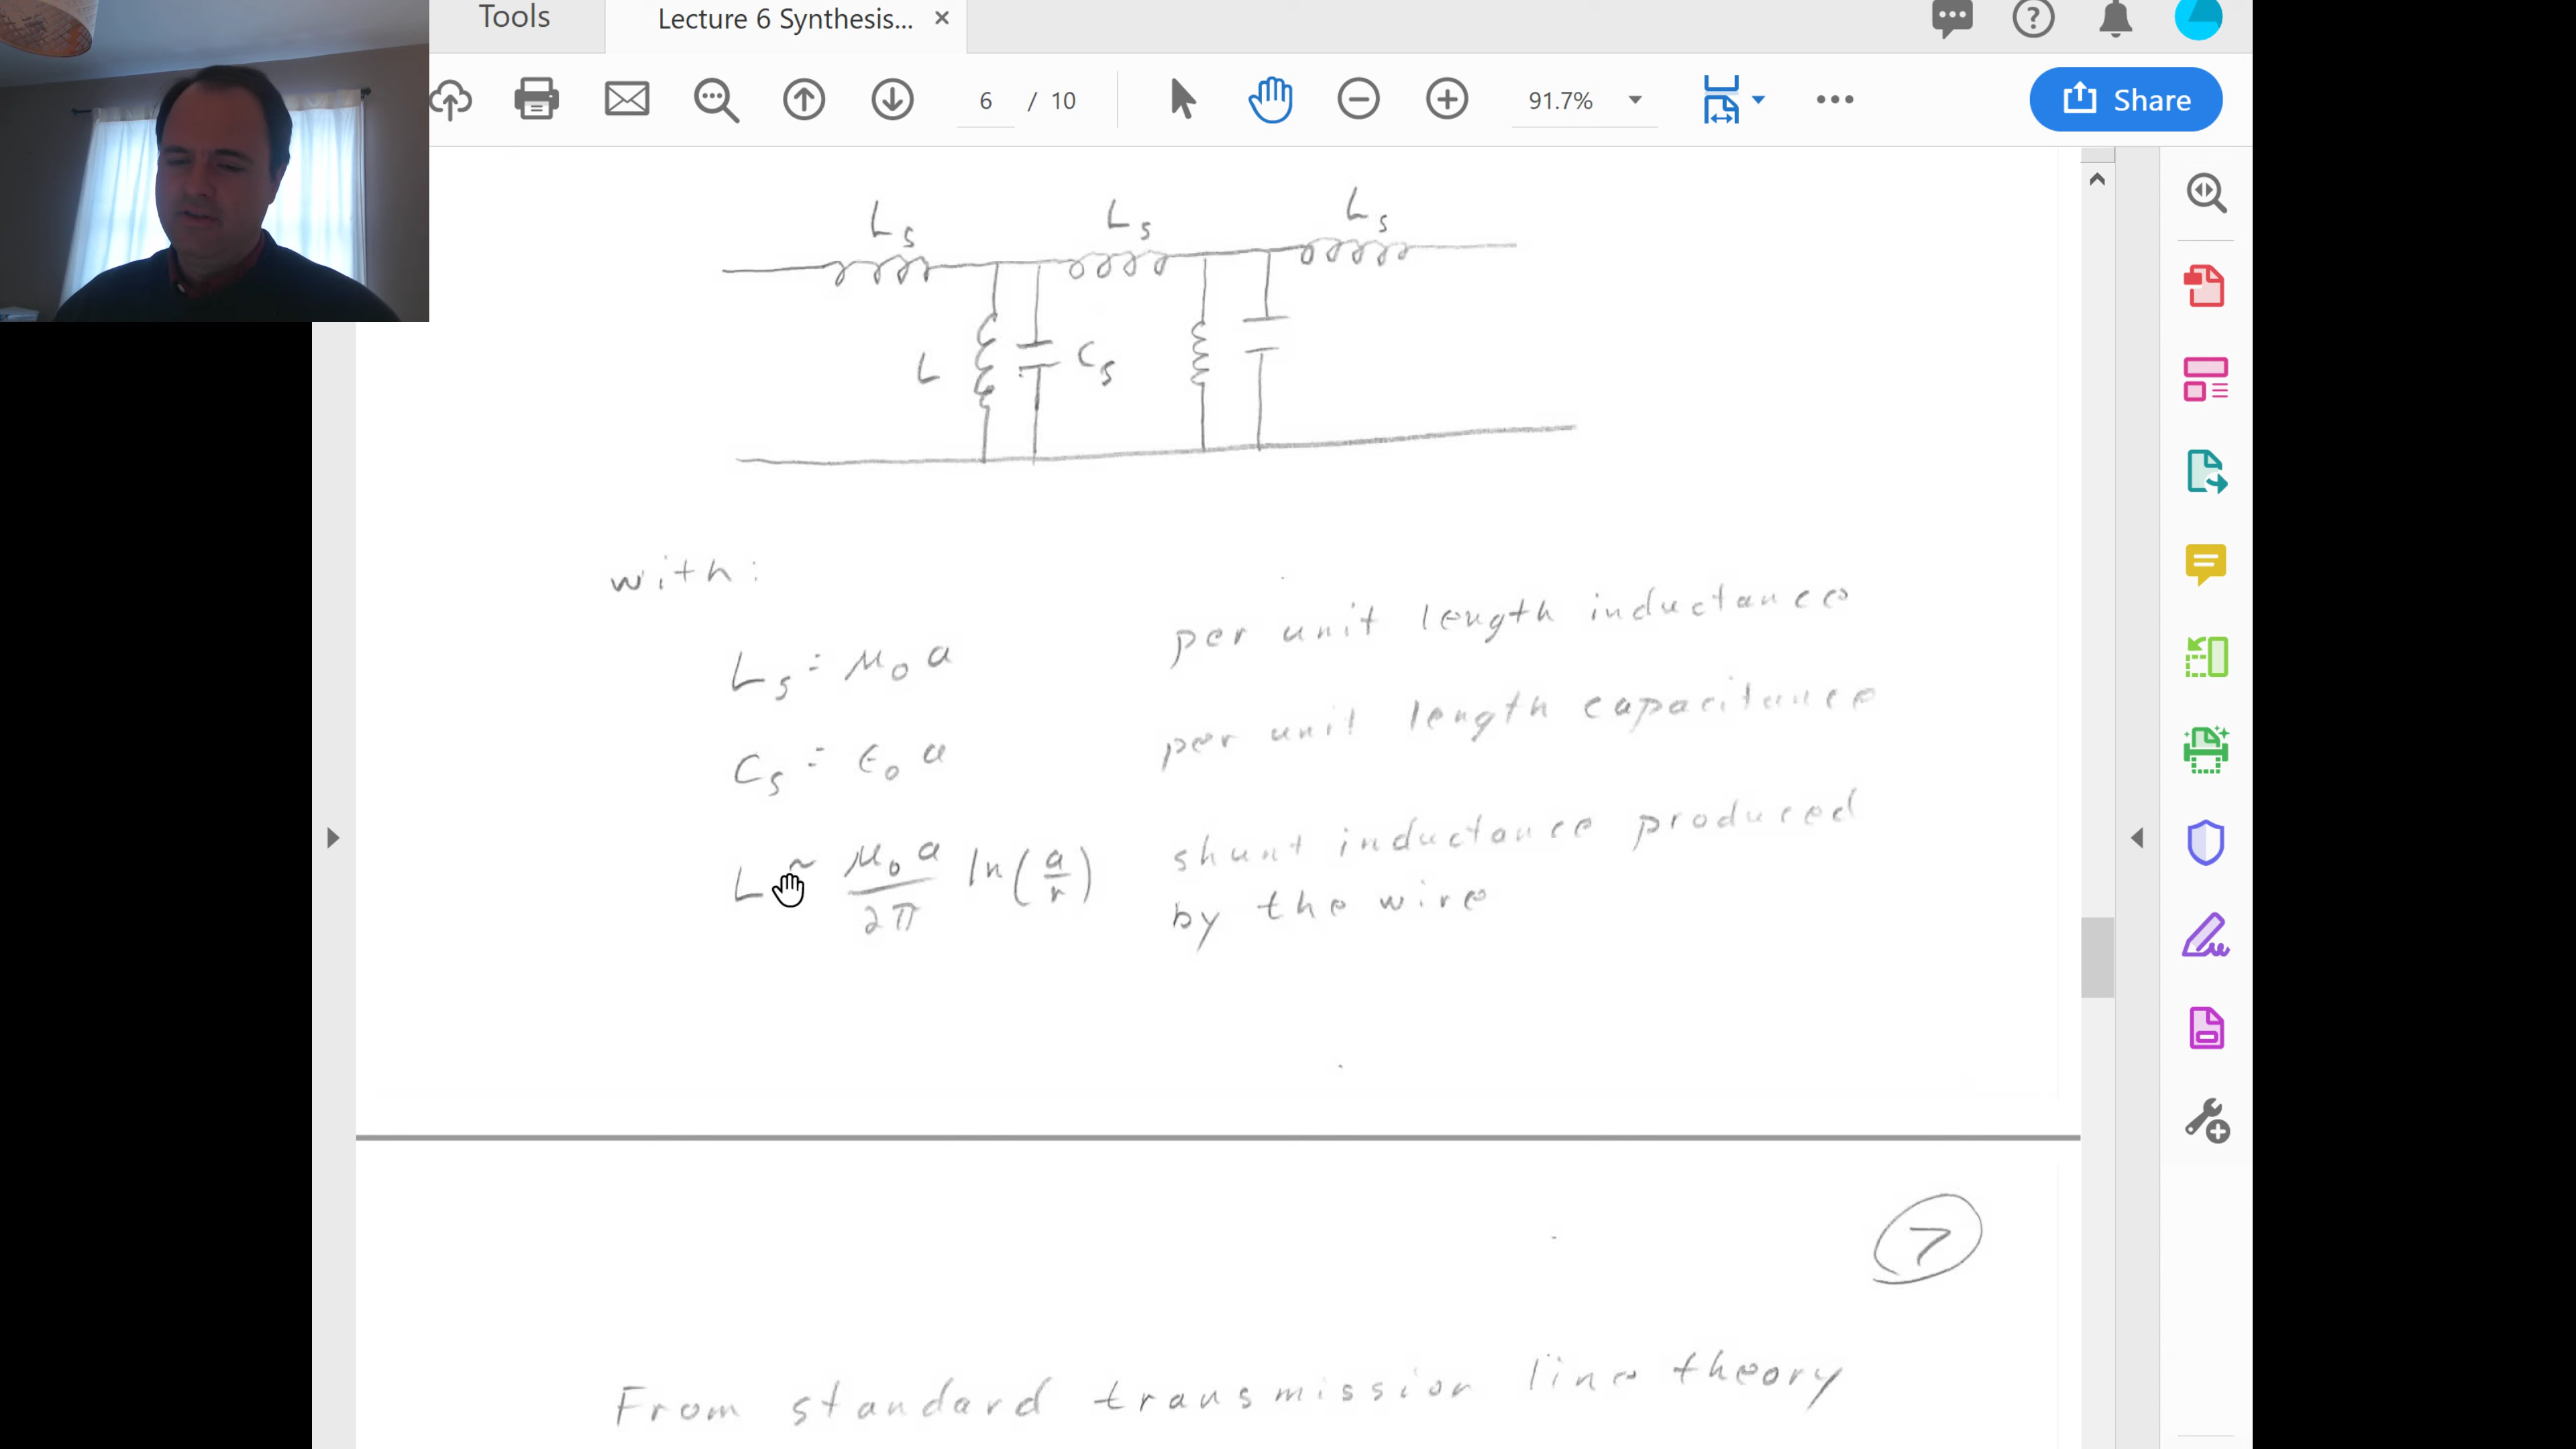 Tools
Lecture 6 Synthesis... ×
6 / 10
91.7%
Share
Ls
Ls
Ls
L
Cs
with:
Ls = μ₀ a
per unit length inductance
Cs = ϵ₀ a
per unit length capacitance
L ≈ μ₀ a / 2π ln(a/r)
shunt inductance produced
by the wire
7
From standard transmission line theory